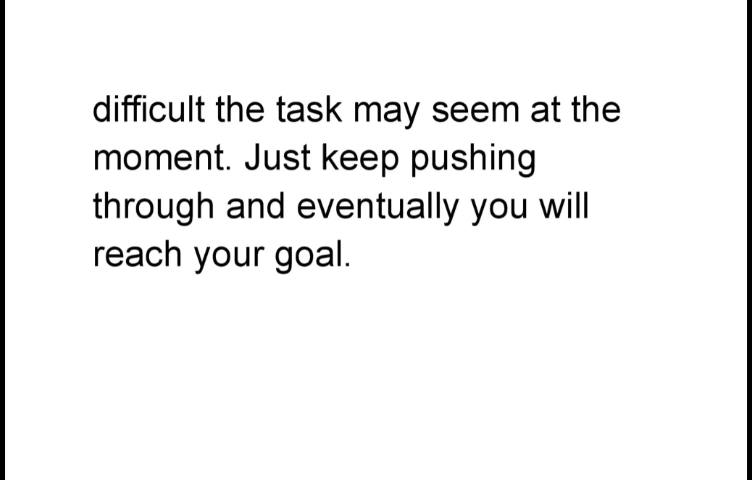 difficult the task may seem at the
moment. Just keep pushing
through and eventually you will
reach your goal.